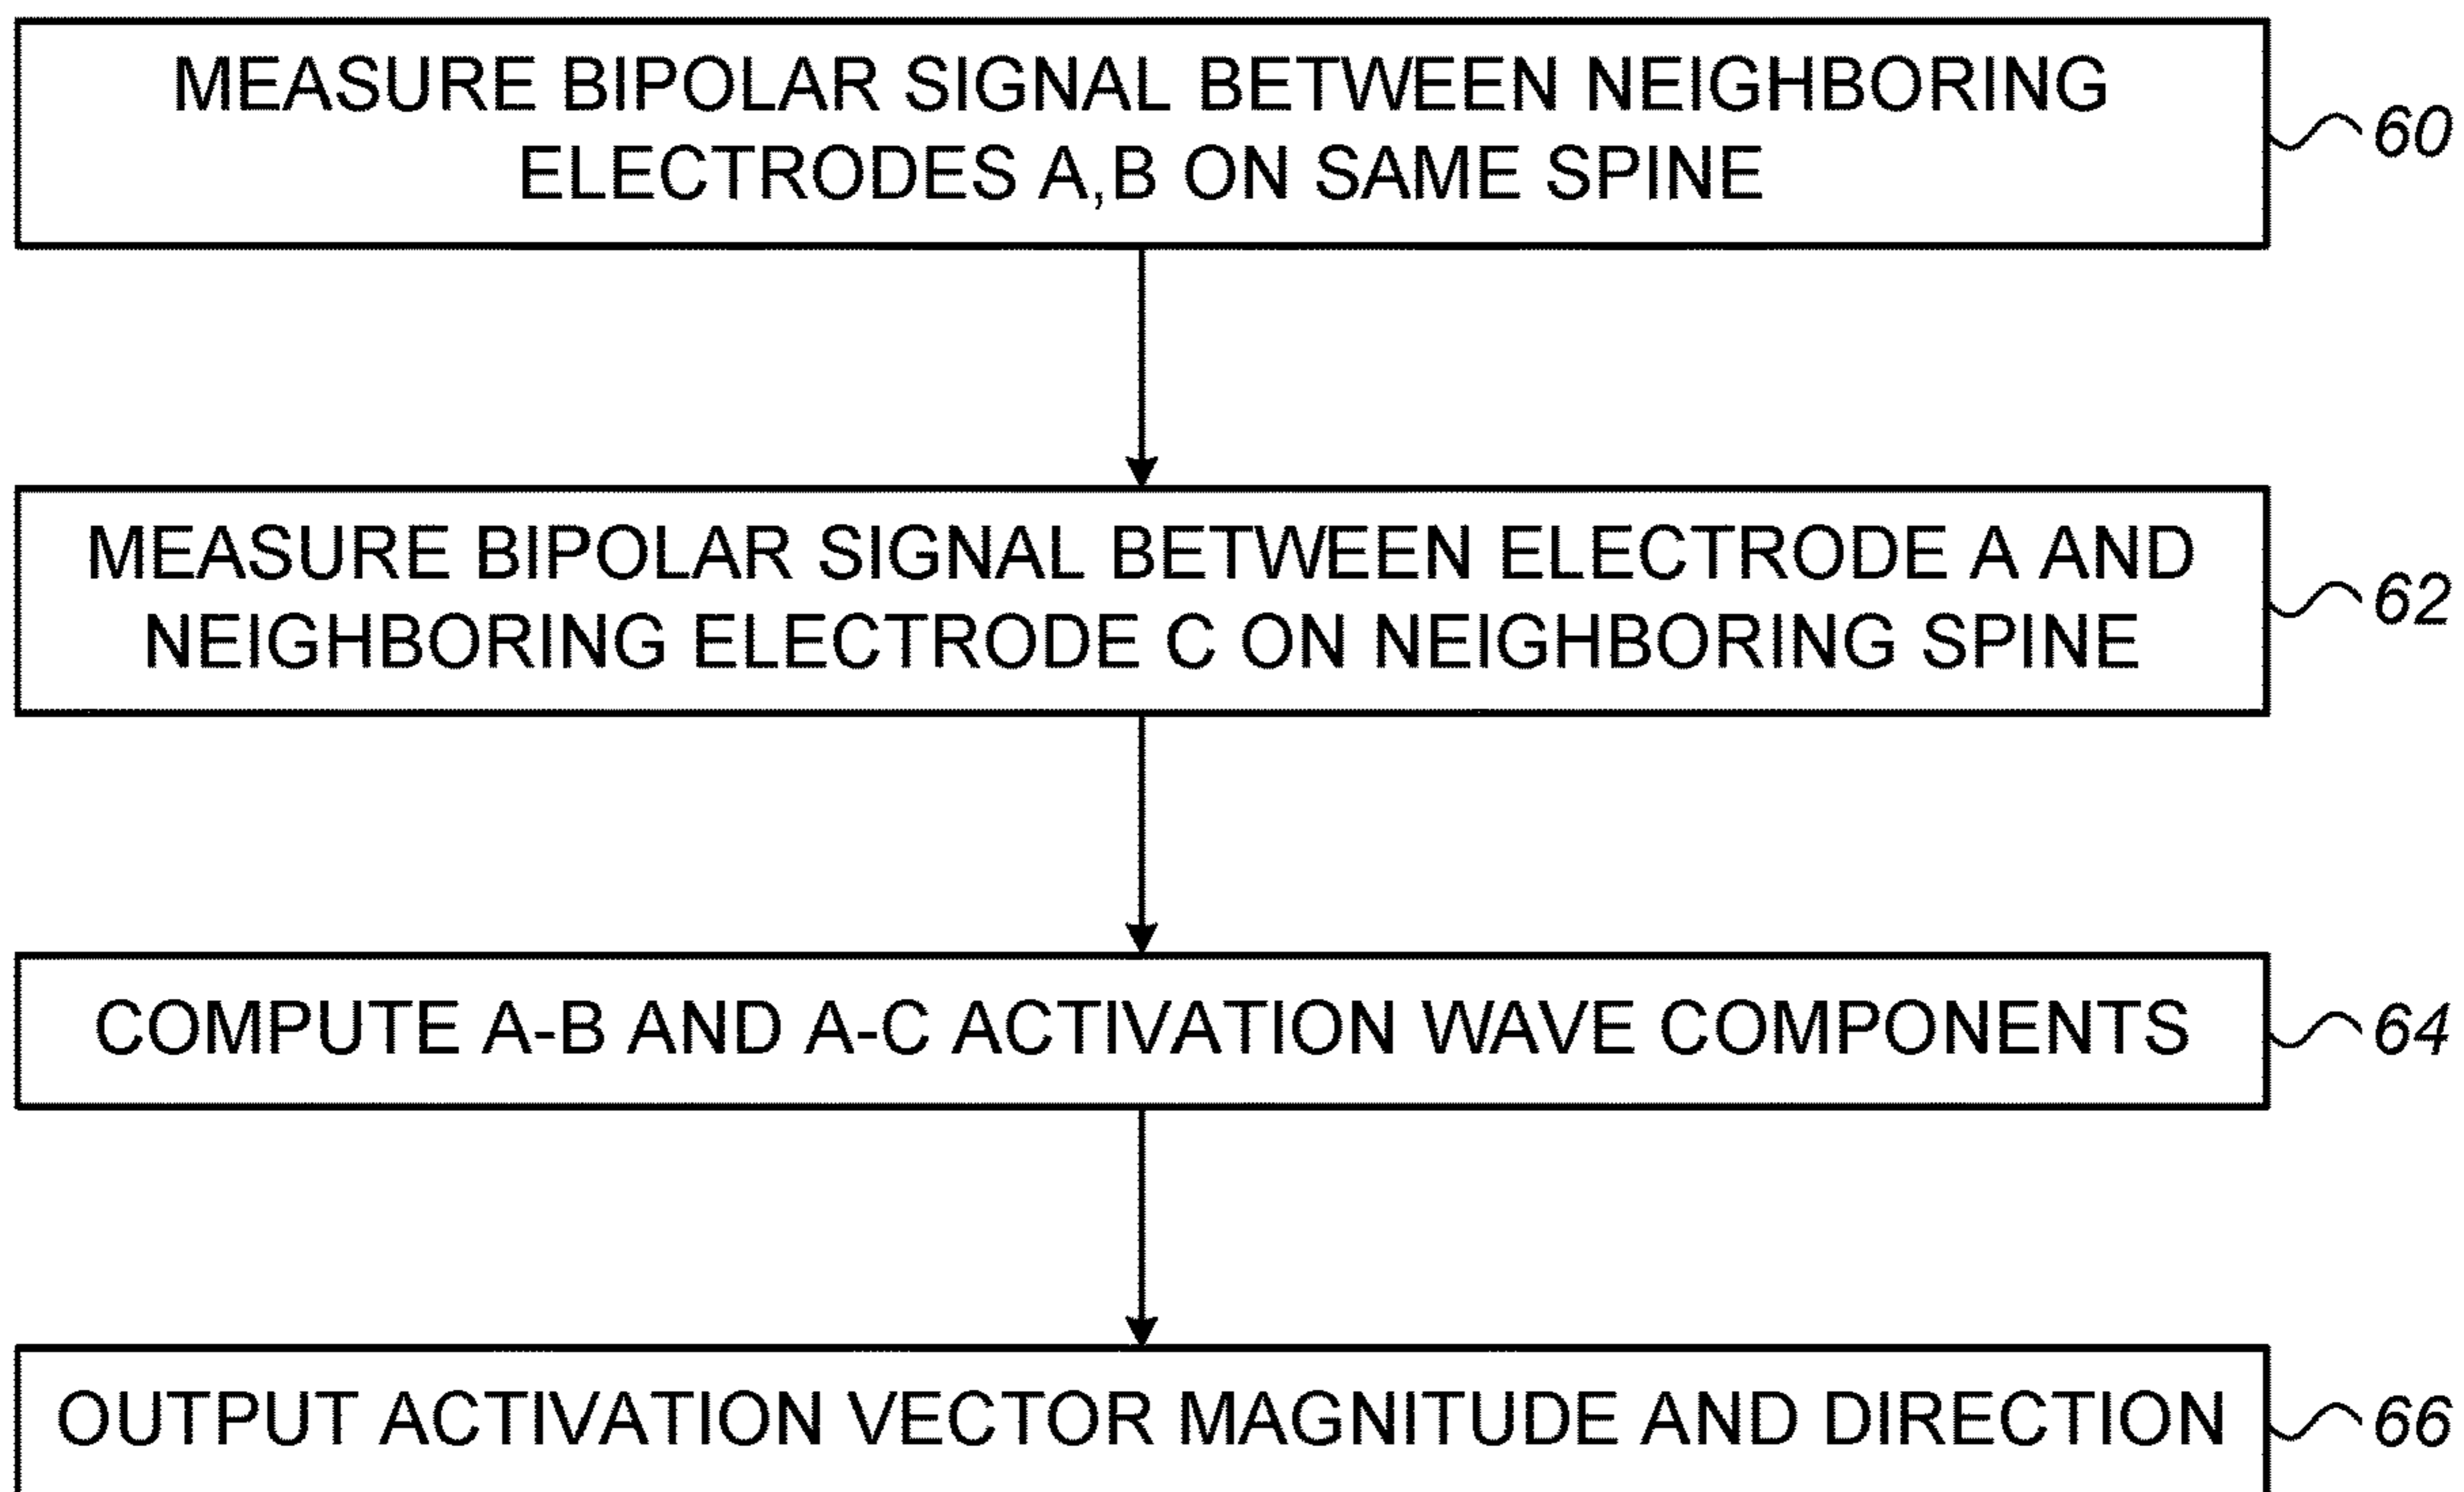 MEASURE BIPOLAR SIGNAL BETWEEN NEIGHBORING
ELECTRODES A,B ON SAME SPINE
60
MEASURE BIPOLAR SIGNAL BETWEEN ELECTRODE A AND
NEIGHBORING ELECTRODE C ON NEIGHBORING SPINE
62
COMPUTE A-B AND A-C ACTIVATION WAVE COMPONENTS
64
OUTPUT ACTIVATION VECTOR MAGNITUDE AND DIRECTION
66